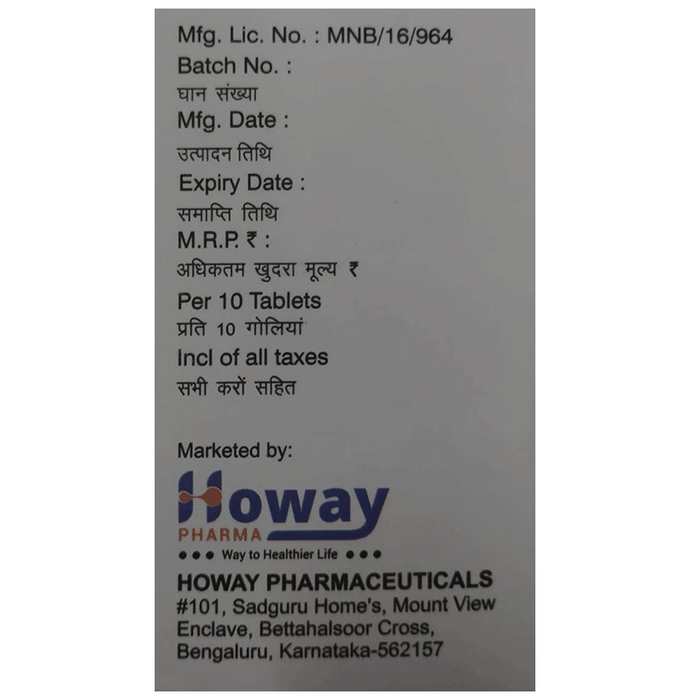 Mfg. Lic. No. : MNB/16/964
Batch No. :
घान संख्या
Mfg. Date :
उत्पादन तिथि
Expiry Date :
समाप्ति तिथि
M.R.P. ₹ :
अधिकतम खुदरा मूल्य ₹
Per 10 Tablets
प्रति 10 गोलियां
Incl of all taxes
सभी करों सहित
Marketed by:
Howay
PHARMA
••• Way to Healthier Life •••
HOWAY PHARMACEUTICALS
#101, Sadguru Home's, Mount View
Enclave, Bettahalsoor Cross,
Bengaluru, Karnataka-562157